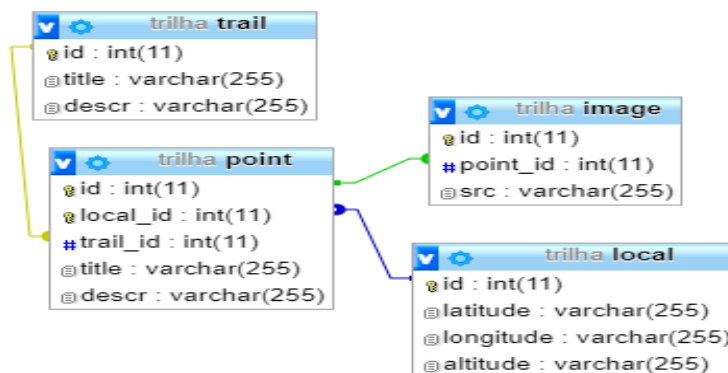 trilha trail
id : int(11)
title : varchar(255)
descr : varchar(255)
trilha point
id : int(11)
local_id : int(11)
# trail_id : int(11)
title : varchar(255)
descr : varchar(255)
trilha image
id : int(11)
# point_id : int(11)
src : varchar(255)
trilha local
id : int(11)
latitude : varchar(255)
longitude : varchar(255)
altitude : varchar(255)